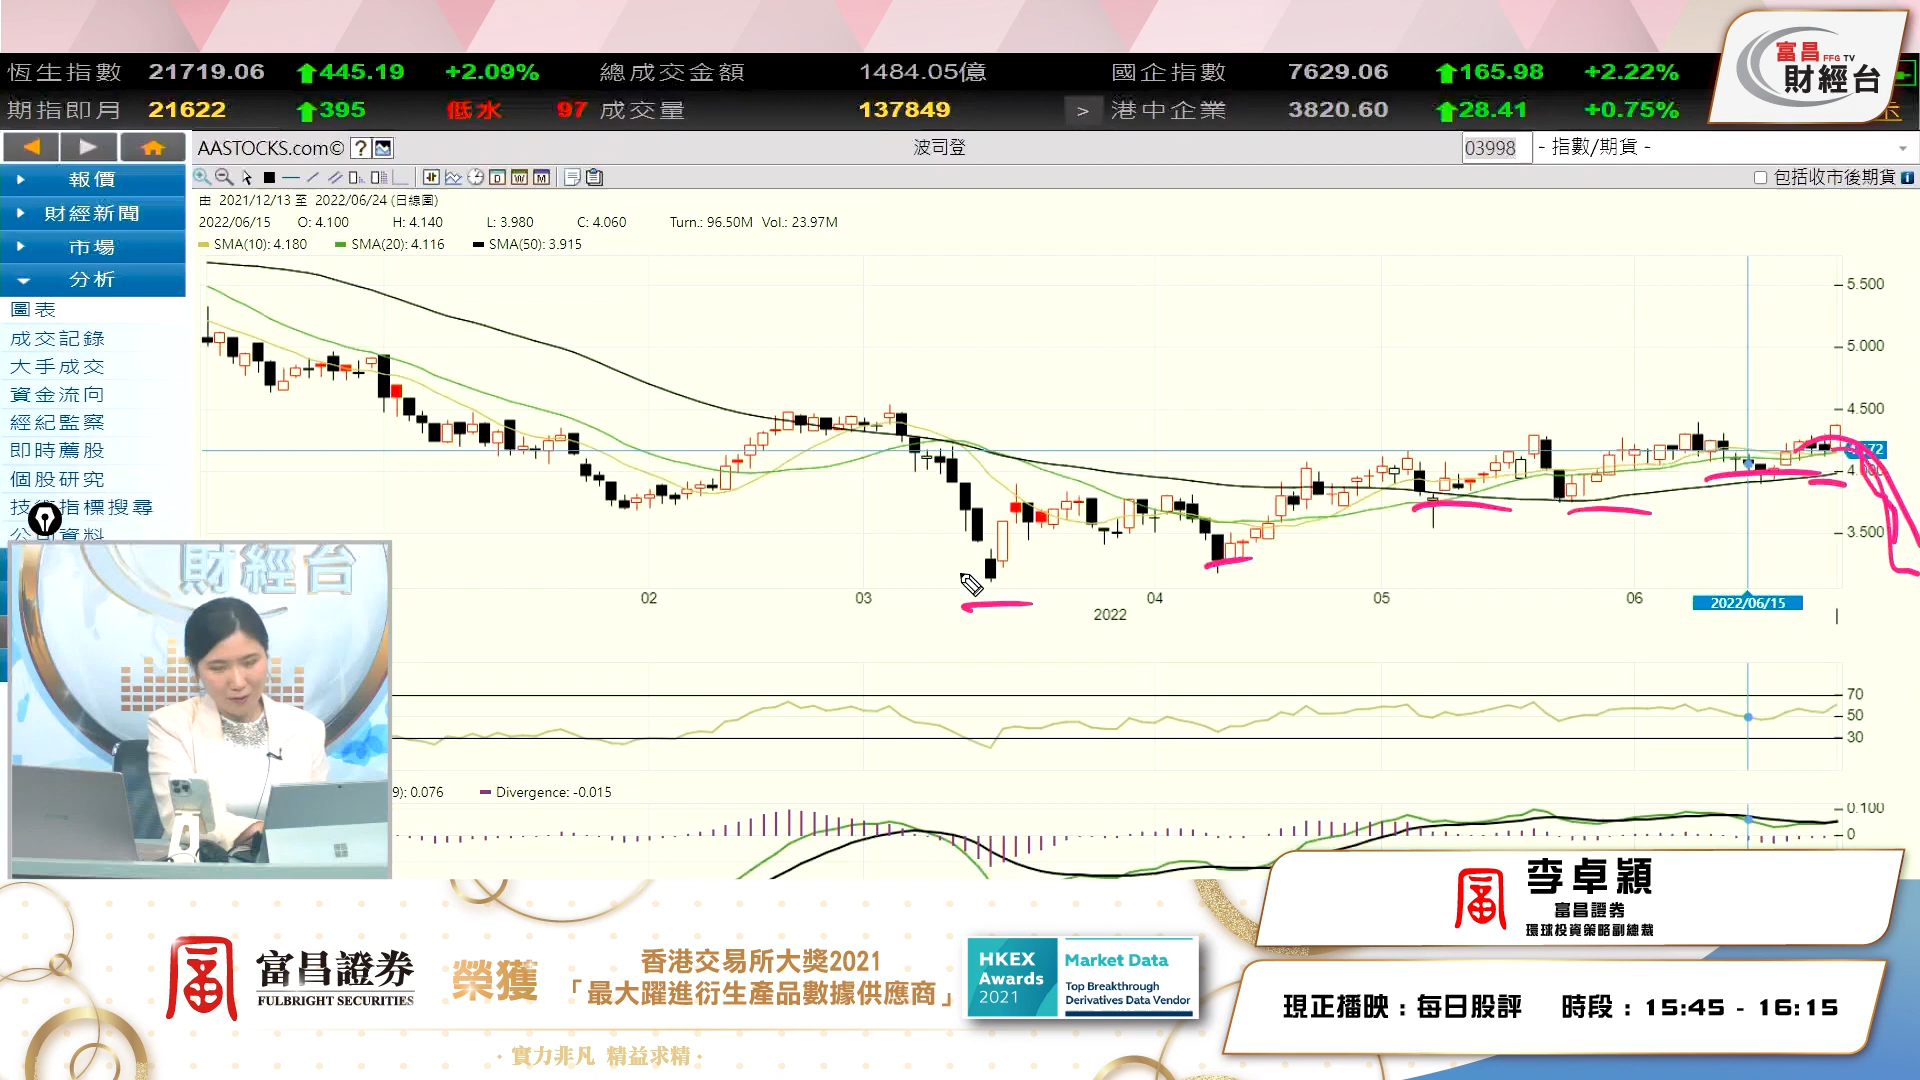 恆生指數 21719.06 445.19 +2.09% 總成交金額 1484.05億 國企指數 7629.06 165.98 +2.22%
期指即月 21622 395 低水 97 成交量 137849 > 港中企業 3820.60 28.41 +0.75%
富昌 FFG TV
財經台
AASTOCKS.com© ? 波司登 03998 - 指數/期貨 -
包括收市後期貨
報價
財經新聞
市場
分析
圖表
成交記錄
大手成交
資金流向
經紀監察
即時薦股
個股研究
指標搜尋
由 2021/12/13 至 2022/06/24 (日線圖)
2022/06/15 O: 4.100 H: 4.140 L: 3.980 C: 4.060 Turn.: 96.50M Vol.: 23.97M
SMA(10): 4.180 SMA(20): 4.116 SMA(50): 3.915
5.500
5.000
4.500
3.500
02 03 04 05 06 2022/06/15
2022
70
50
30
9): 0.076 Divergence: -0.015
0.100
0
財經台
李卓穎
富昌證券
環球投資策略副總裁
富昌證券
FULBRIGHT SECURITIES
榮獲
香港交易所大獎2021
「最大躍進衍生產品數據供應商」
HKEX
Awards
2021
Market Data
Top Breakthrough
Derivatives Data Vendor
· 實力非凡 精益求精 ·
現正播映：每日股評 時段：15:45 - 16:15